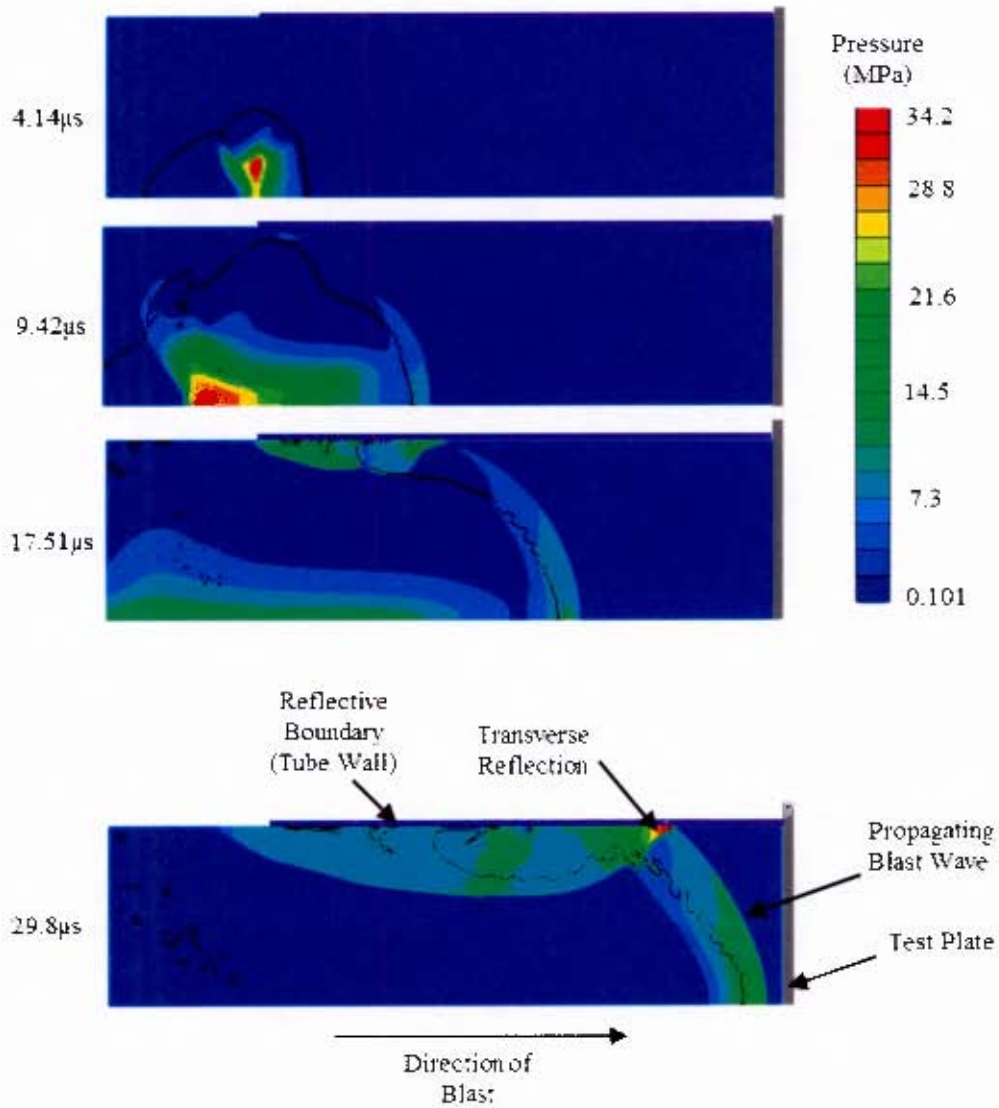 4.14µs
Pressure
(MPa)
34.2
28.8
21.6
14.5
7.3
0.101
9.42µs
17.51µs
Reflective
Boundary
(Tube Wall)
Transverse
Reflection
Propagating
Blast Wave
Test Plate
29.8µs
Direction of
Blast